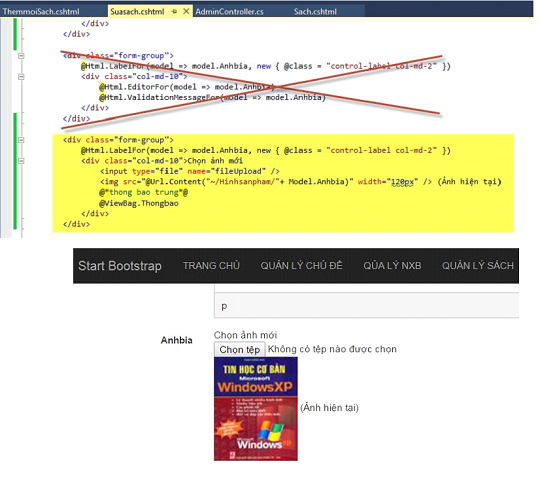 ThemmoiSach.cshtml Suasach.cshtml AdminController.cs Sach.cshtml
</div>
</div>
<div class="form-group">
@Html.LabelFor(model => model.Anhbia, new { @class = "control-label col-md-2" })
<div class="col-md-10">
@Html.EditorFor(model => model.Anhbia)
@Html.ValidationMessageFor(model => model.Anhbia)
</div>
</div>
<div class="form-group">
@Html.LabelFor(model => model.Anhbia, new { @class = "control-label col-md-2" })
<div class="col-md-10">Chọn ảnh mới
<input type="file" name="fileUpload" />
<img src="@Url.Content("~/Hinhsanpham/"+ Model.Anhbia)" width="120px" /> (Ảnh hiện tại)
@*thong bao trung*@
@ViewBag.Thongbao
</div>
</div>
Start Bootstrap TRANG CHỦ QUẢN LÝ CHỦ ĐỀ QỦA LÝ NXB QUẢN LÝ SÁCH
p
Anhbia Chọn ảnh mới
Chọn tệp Không có tệp nào được chọn
TIN HỌC CƠ BẢN
Microsoft
WindowsXP
(Ảnh hiện tại)
Microsoft
Windows xp